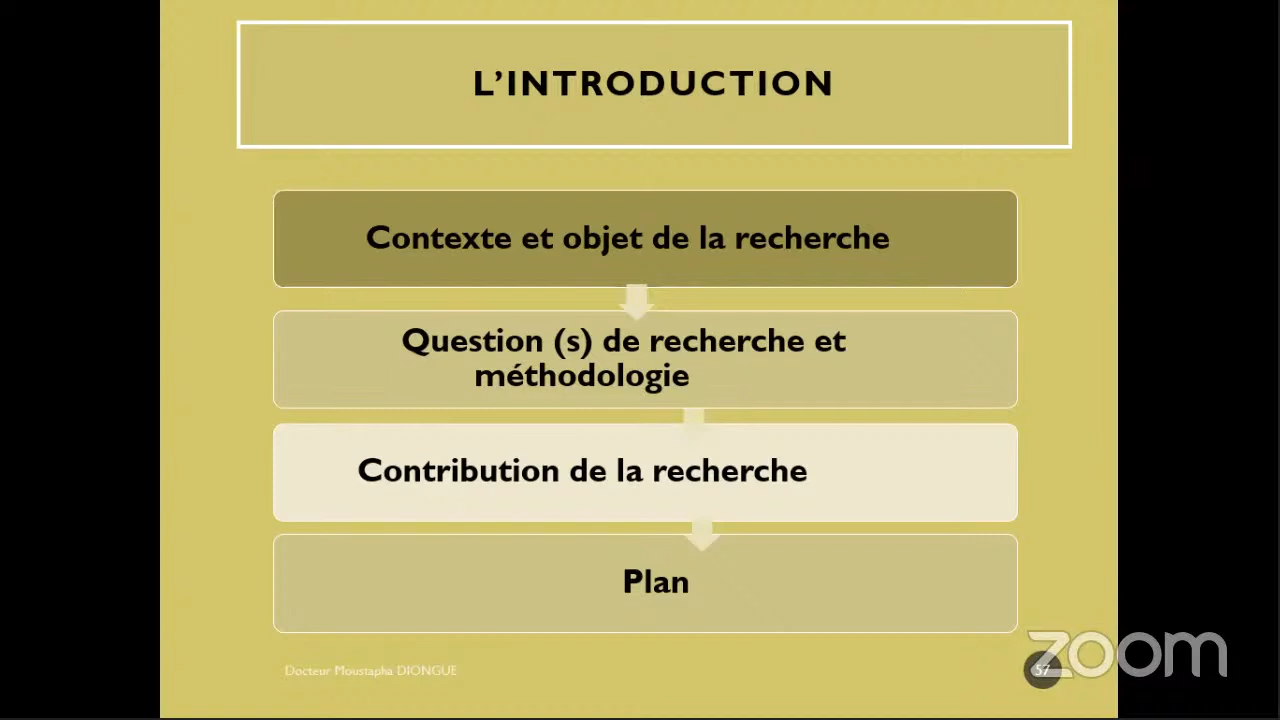 L’INTRODUCTION
Contexte et objet de la recherche
Question (s) de recherche et
méthodologie
Contribution de la recherche
Plan
Docteur Moustapha DIONGUE
57
zoom